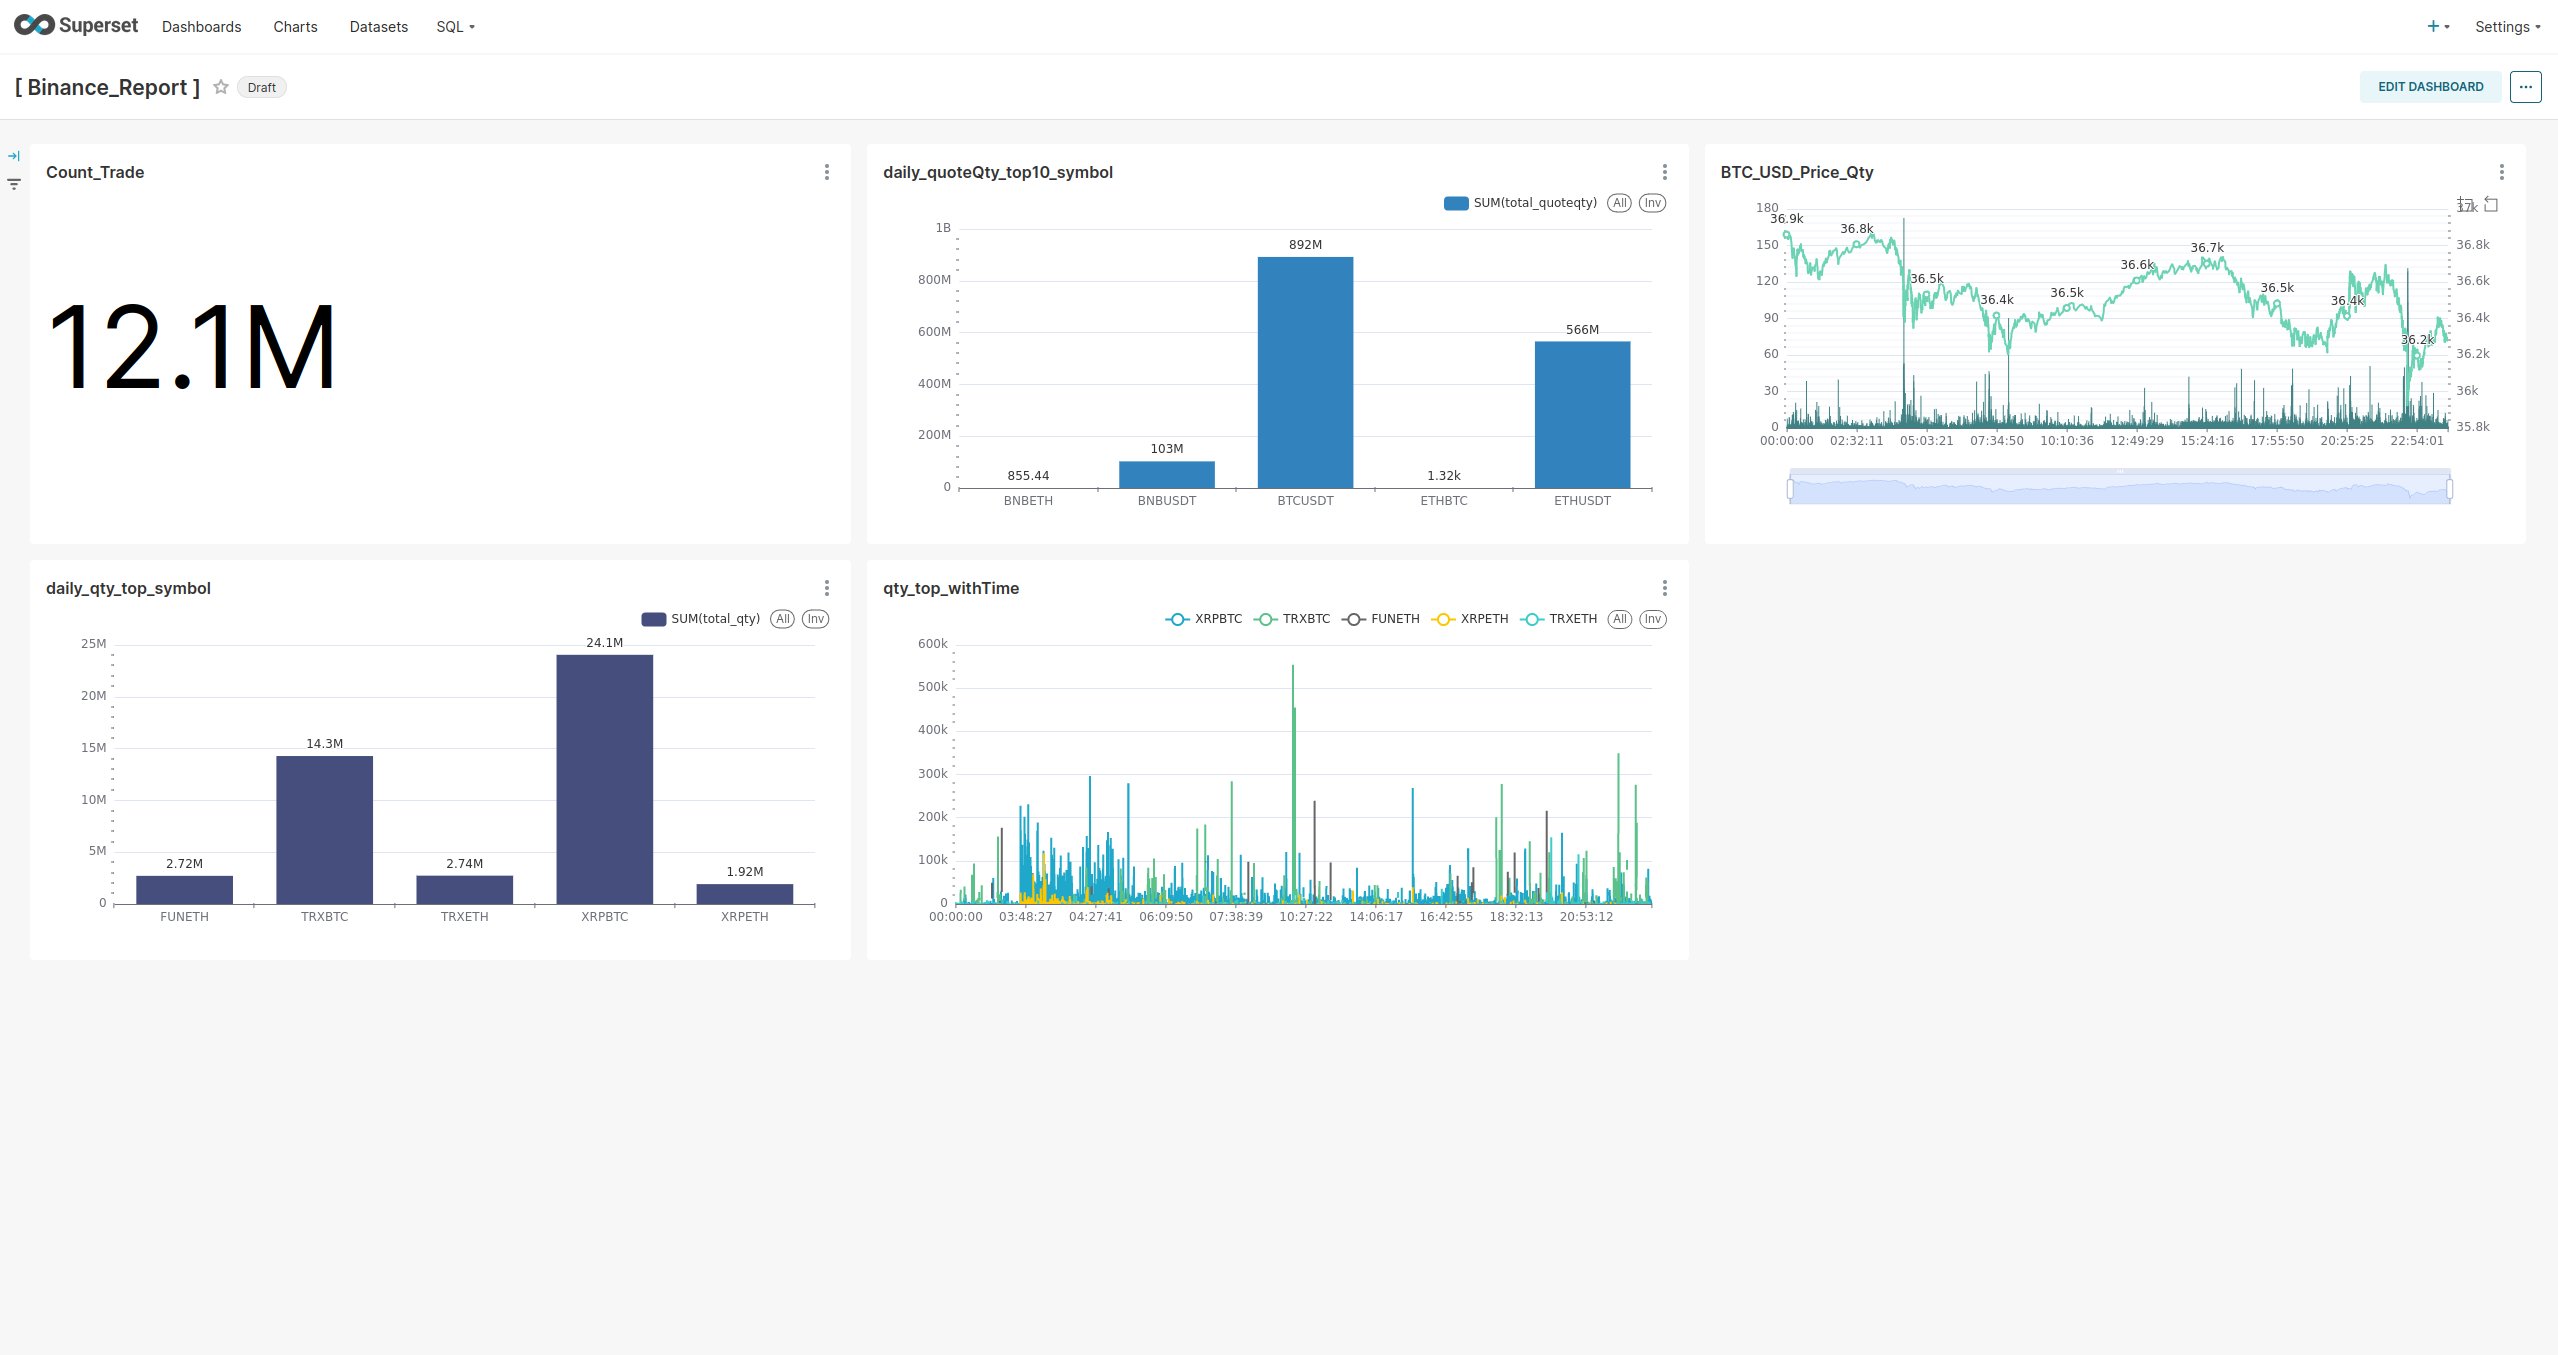 Superset Dashboards Charts Datasets SQL + Settings
[ Binance_Report ] Draft EDIT DASHBOARD ...
Count_Trade
12.1M
daily_quoteQty_top10_symbol
SUM(total_quoteqty) All Inv
1B
800M
600M
400M
200M
0
892M
566M
103M
855.44
1.32k
BNBETH BNBUSDT BTCUSDT ETHBTC ETHUSDT
BTC_USD_Price_Qty
180
150
120
90
60
30
0
37k
36.8k
36.6k
36.4k
36.2k
36k
35.8k
36.9k 36.8k 36.5k 36.4k 36.5k 36.6k 36.7k 36.5k 36.4k 36.2k
00:00:00 02:32:11 05:03:21 07:34:50 10:10:36 12:49:29 15:24:16 17:55:50 20:25:25 22:54:01
daily_qty_top_symbol
SUM(total_qty) All Inv
25M
20M
15M
10M
5M
0
2.72M 14.3M 2.74M 24.1M 1.92M
FUNETH TRXBTC TRXETH XRPBTC XRPETH
qty_top_withTime
XRPBTC TRXBTC FUNETH XRPETH TRXETH All Inv
600k
500k
400k
300k
200k
100k
0
00:00:00 03:48:27 04:27:41 06:09:50 07:38:39 10:27:22 14:06:17 16:42:55 18:32:13 20:53:12